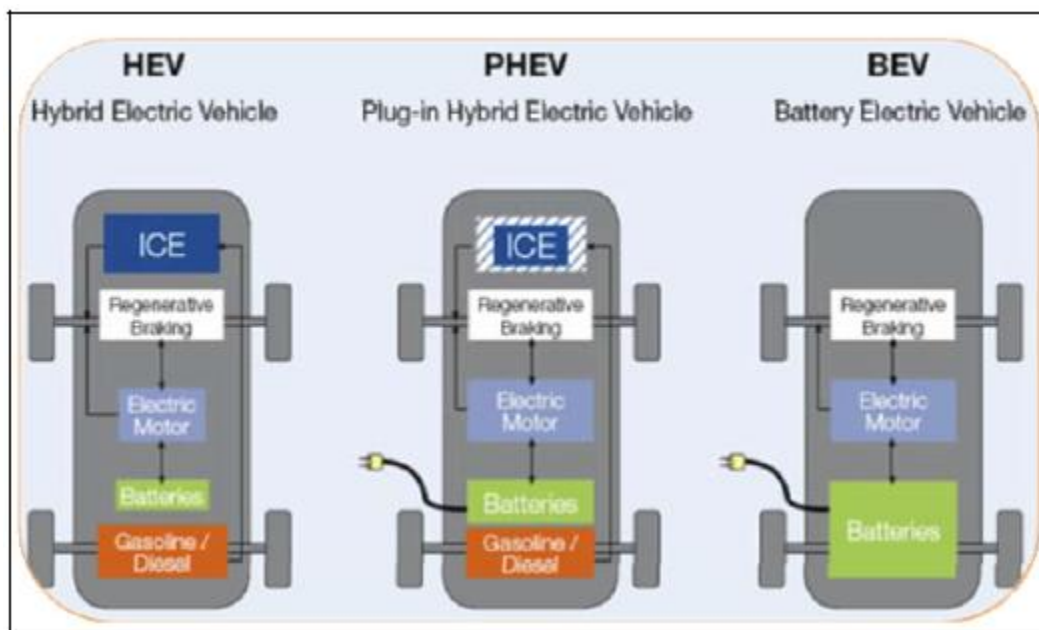 HEV
Hybrid Electric Vehicle
ICE
Regenerative
Braking
Electric
Motor
Batteries
Gasoline /
Diesel
PHEV
Plug-in Hybrid Electric Vehicle
ICE
Regenerative
Braking
Electric
Motor
Batteries
Gasoline /
Diesel
BEV
Battery Electric Vehicle
Regenerative
Braking
Electric
Motor
Batteries